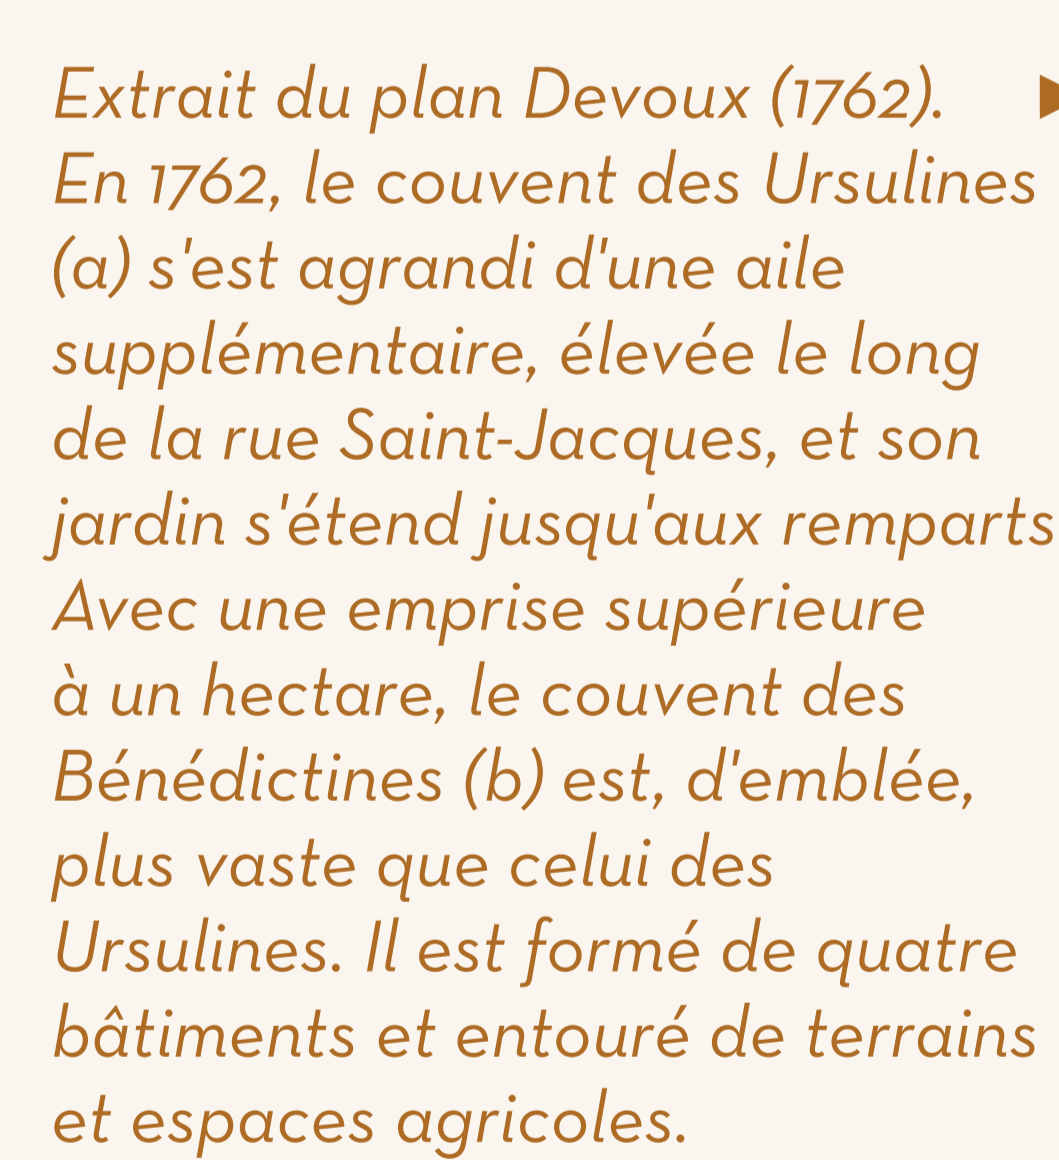 Extrait du plan Devoux (1762). ▶
En 1762, le couvent des Ursulines
(a) s'est agrandi d'une aile
supplémentaire, élevée le long
de la rue Saint-Jacques, et son
jardin s'étend jusqu'aux remparts
Avec une emprise supérieure
à un hectare, le couvent des
Bénédictines (b) est, d'emblée,
plus vaste que celui des
Ursulines. Il est formé de quatre
bâtiments et entouré de terrains
et espaces agricoles.